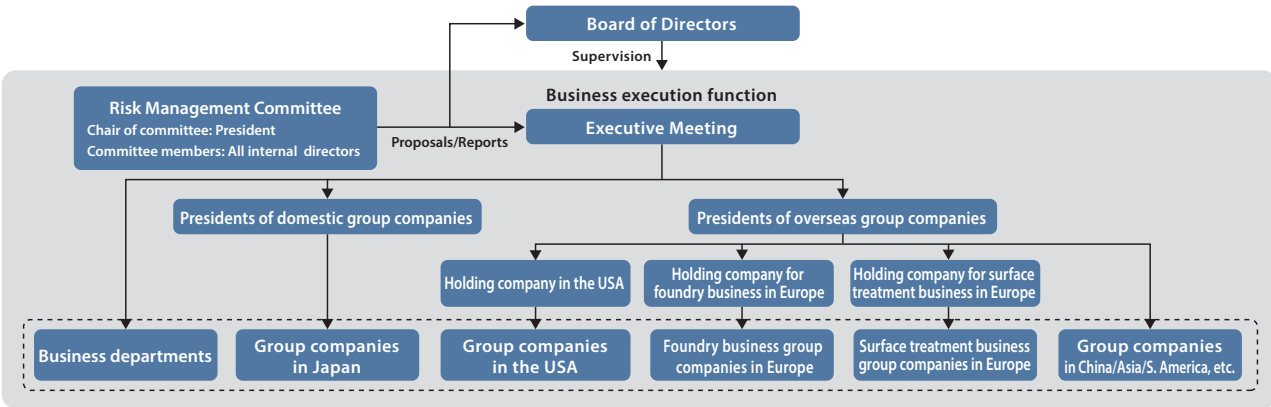 Board of Directors
Supervision
Business execution function
Risk Management Committee
Chair of committee: President
Committee members: All internal directors
Proposals/Reports
Executive Meeting
Presidents of domestic group companies
Presidents of overseas group companies
Holding company in the USA
Holding company for
foundry business in Europe
Holding company for surface
treatment business in Europe
Business departments
Group companies
in Japan
Group companies
in the USA
Foundry business group
companies in Europe
Surface treatment business
group companies in Europe
Group companies
in China/Asia/S. America, etc.